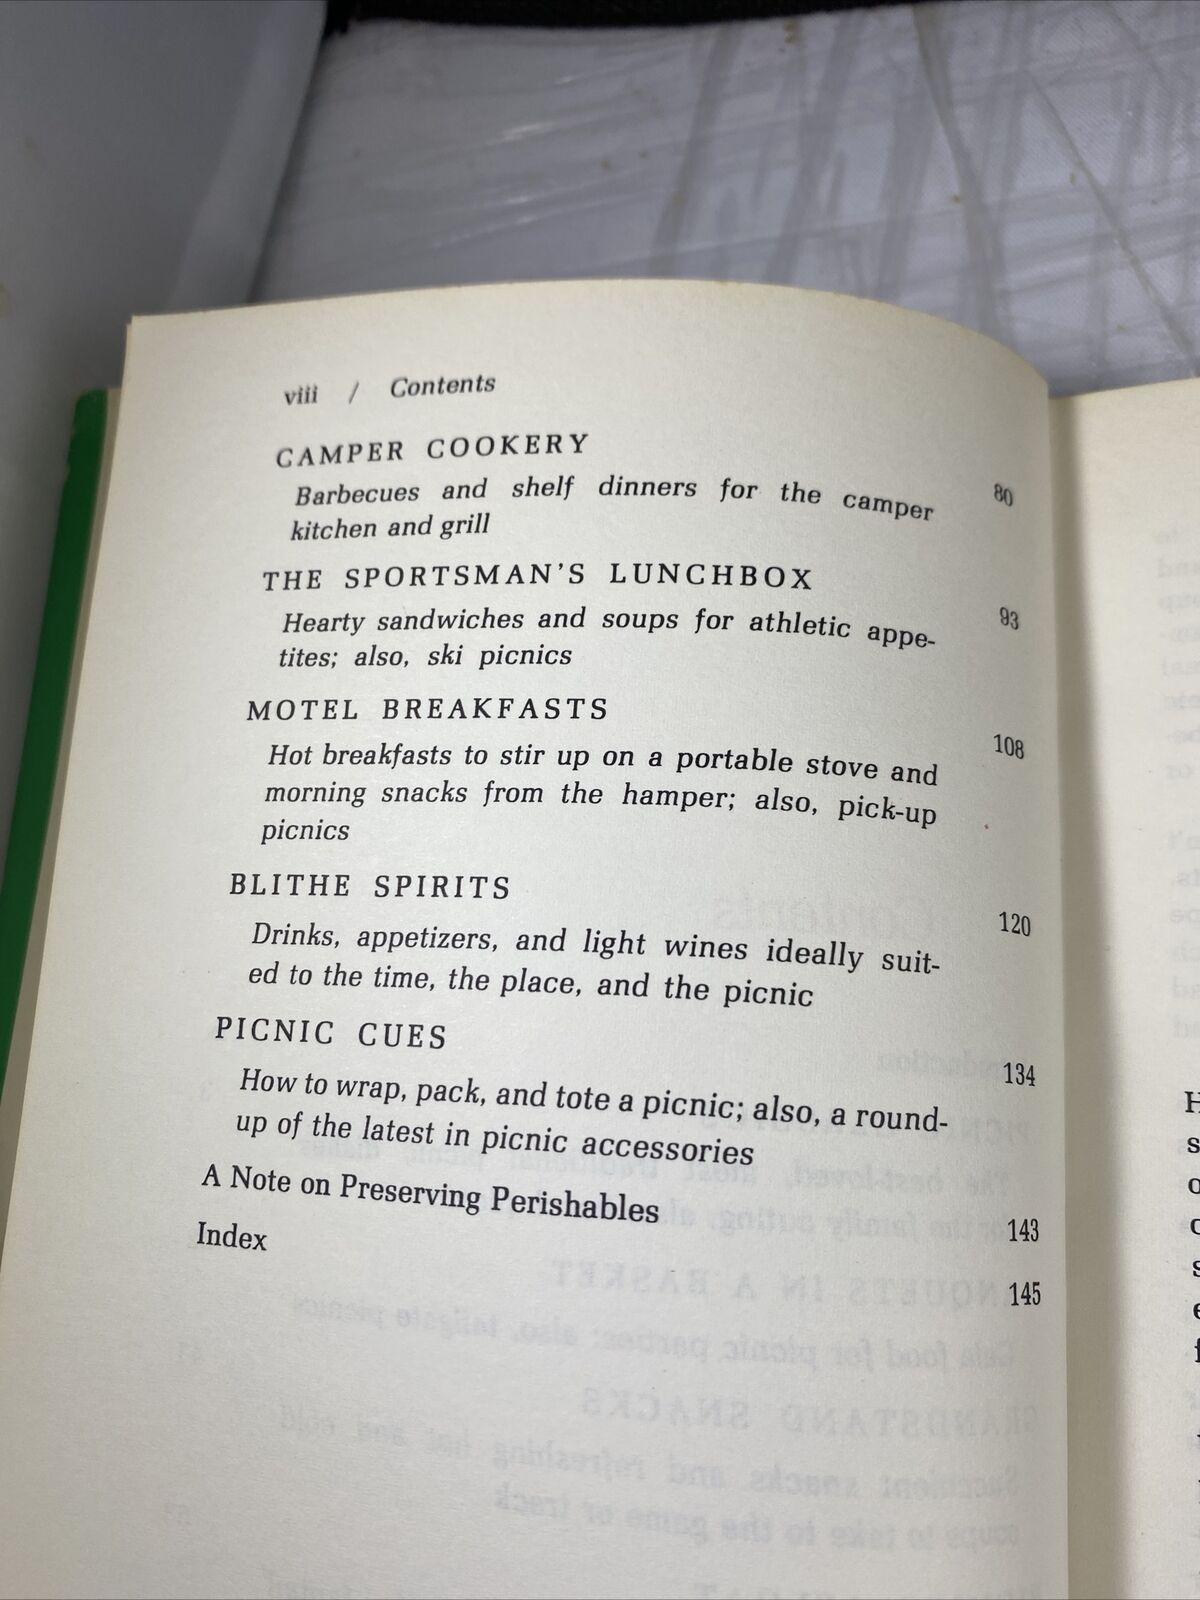 viii / Contents
CAMPER COOKERY
Barbecues and shelf dinners for the camper 80
kitchen and grill
THE SPORTSMAN'S LUNCHBOX
Hearty sandwiches and soups for athletic appe- 93
tites; also, ski picnics
MOTEL BREAKFASTS
Hot breakfasts to stir up on a portable stove and 108
morning snacks from the hamper; also, pick-up
picnics
BLITHE SPIRITS
Drinks, appetizers, and light wines ideally suit- 120
ed to the time, the place, and the picnic
PICNIC CUES
How to wrap, pack, and tote a picnic; also, a round- 134
up of the latest in picnic accessories
A Note on Preserving Perishables 143
Index 145